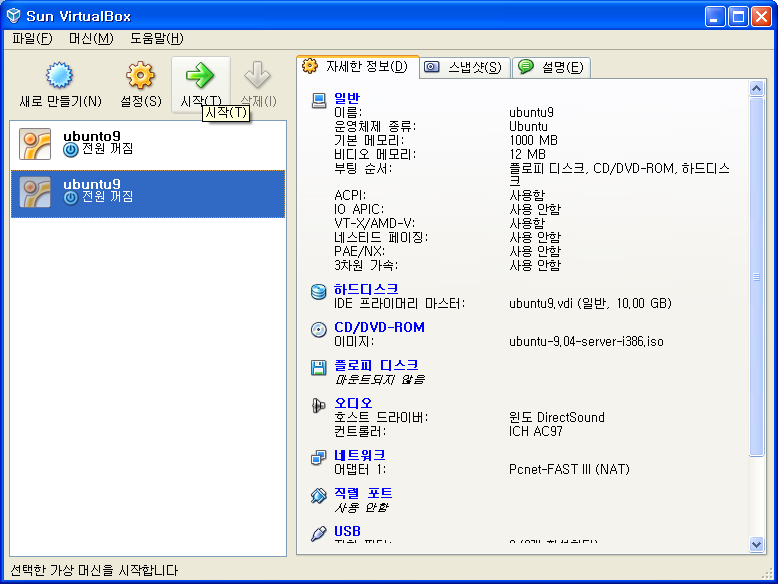 Sun VirtualBox
파일(F) 머신(M) 도움말(H)
새로 만들기(N) 설정(S) 시작(T) 삭제(I)
시작(T)
ubunto9
전원 꺼짐
ubuntu9
전원 꺼짐
자세한 정보(D) 스냅샷(S) 설명(E)
일반
이름: ubuntu9
운영체제 종류: Ubuntu
기본 메모리: 1000 MB
비디오 메모리: 12 MB
부팅 순서: 플로피 디스크, CD/DVD-ROM, 하드디스
크
ACPI: 사용함
IO APIC: 사용 안함
VT-X/AMD-V: 사용함
네스티드 페이징: 사용 안함
PAE/NX: 사용 안함
3차원 가속: 사용 안함
하드디스크
IDE 프라이머리 마스터: ubuntu9.vdi (일반, 10.00 GB)
CD/DVD-ROM
이미지: ubuntu-9.04-server-i386.iso
플로피 디스크
마운트되지 않음
오디오
호스트 드라이버: 윈도 DirectSound
컨트롤러: ICH AC97
네트워크
어댑터 1: Pcnet-FAST III (NAT)
직렬 포트
사용 안함
USB
선택한 가상 머신을 시작합니다